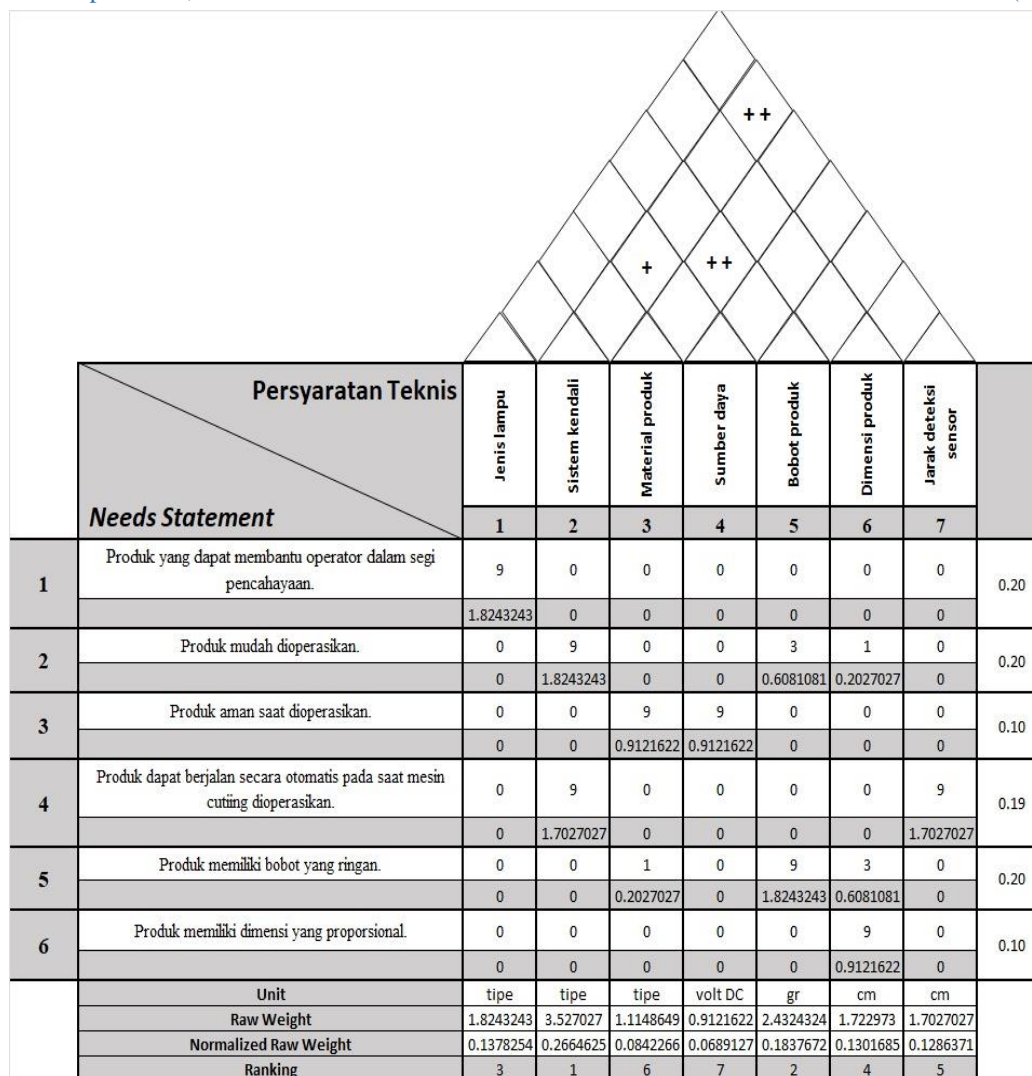 ++
+ ++
Persyaratan Teknis
Needs Statement
Jenis lampu
Sistem kendali
Material produk
Sumber daya
Bobot produk
Dimensi produk
Jarak deteksi
sensor
1 2 3 4 5 6 7
Produk yang dapat membantu operator dalam segi
pencahayaan.
1 9 0 0 0 0 0 0 0.20
1.8243243 0 0 0 0 0 0
2 Produk mudah dioperasikan. 0 9 0 0 3 1 0 0.20
0 1.8243243 0 0 0.6081081 0.2027027 0
3 Produk aman saat dioperasikan. 0 0 9 9 0 0 0 0.10
0 0 0.9121622 0.9121622 0 0 0
Produk dapat berjalan secara otomatis pada saat mesin
cutiing dioperasikan.
4 0 9 0 0 0 0 9 0.19
0 1.7027027 0 0 0 0 1.7027027
5 Produk memiliki bobot yang ringan. 0 0 1 0 9 3 0 0.20
0 0 0.2027027 0 1.8243243 0.6081081 0
6 Produk memiliki dimensi yang proporsional. 0 0 0 0 0 9 0 0.10
0 0 0 0 0 0.9121622 0
Unit tipe tipe tipe volt DC gr cm cm
Raw Weight 1.8243243 3.527027 1.1148649 0.9121622 2.4324324 1.722973 1.7027027
Normalized Raw Weight 0.1378254 0.2664625 0.0842266 0.0689127 0.1837672 0.1301685 0.1286371
Ranking 3 1 6 7 2 4 5